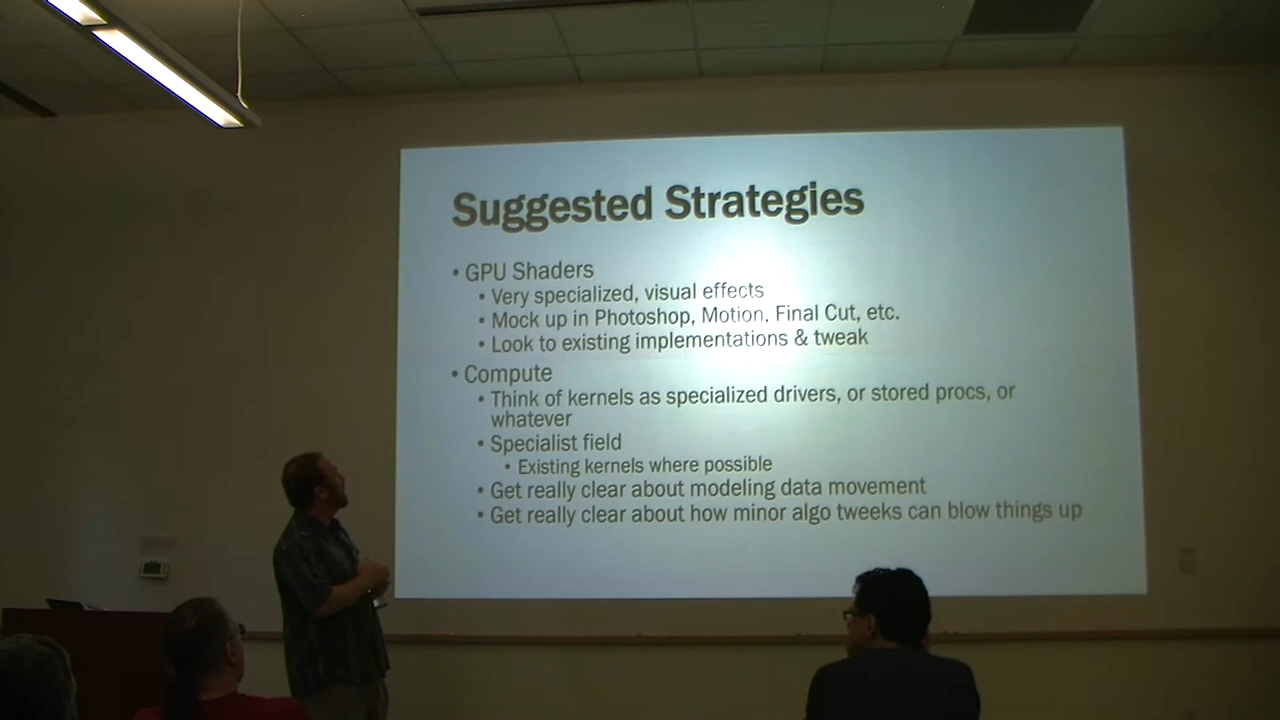 Suggested Strategies
• GPU Shaders
• Very specialized, visual effects
• Mock up in Photoshop, Motion, Final Cut, etc.
• Look to existing implementations & tweak
• Compute
• Think of kernels as specialized drivers, or stored procs, or
whatever
• Specialist field
• Existing kernels where possible
• Get really clear about modeling data movement
• Get really clear about how minor algo tweeks can blow things up